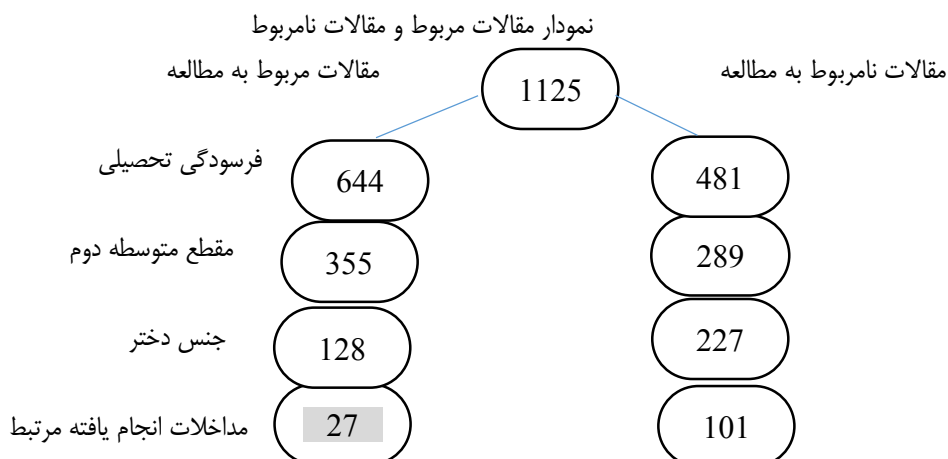 نمودار مقالات مربوط و مقالات نامربوط
مقالات نامربوط به مطالعه
1125
مقالات مربوط به مطالعه
فرسودگی تحصیلی
644
481
مقطع متوسطه دوم
355
289
جنس دختر
128
227
مداخلات انجام یافته مرتبط
27
101